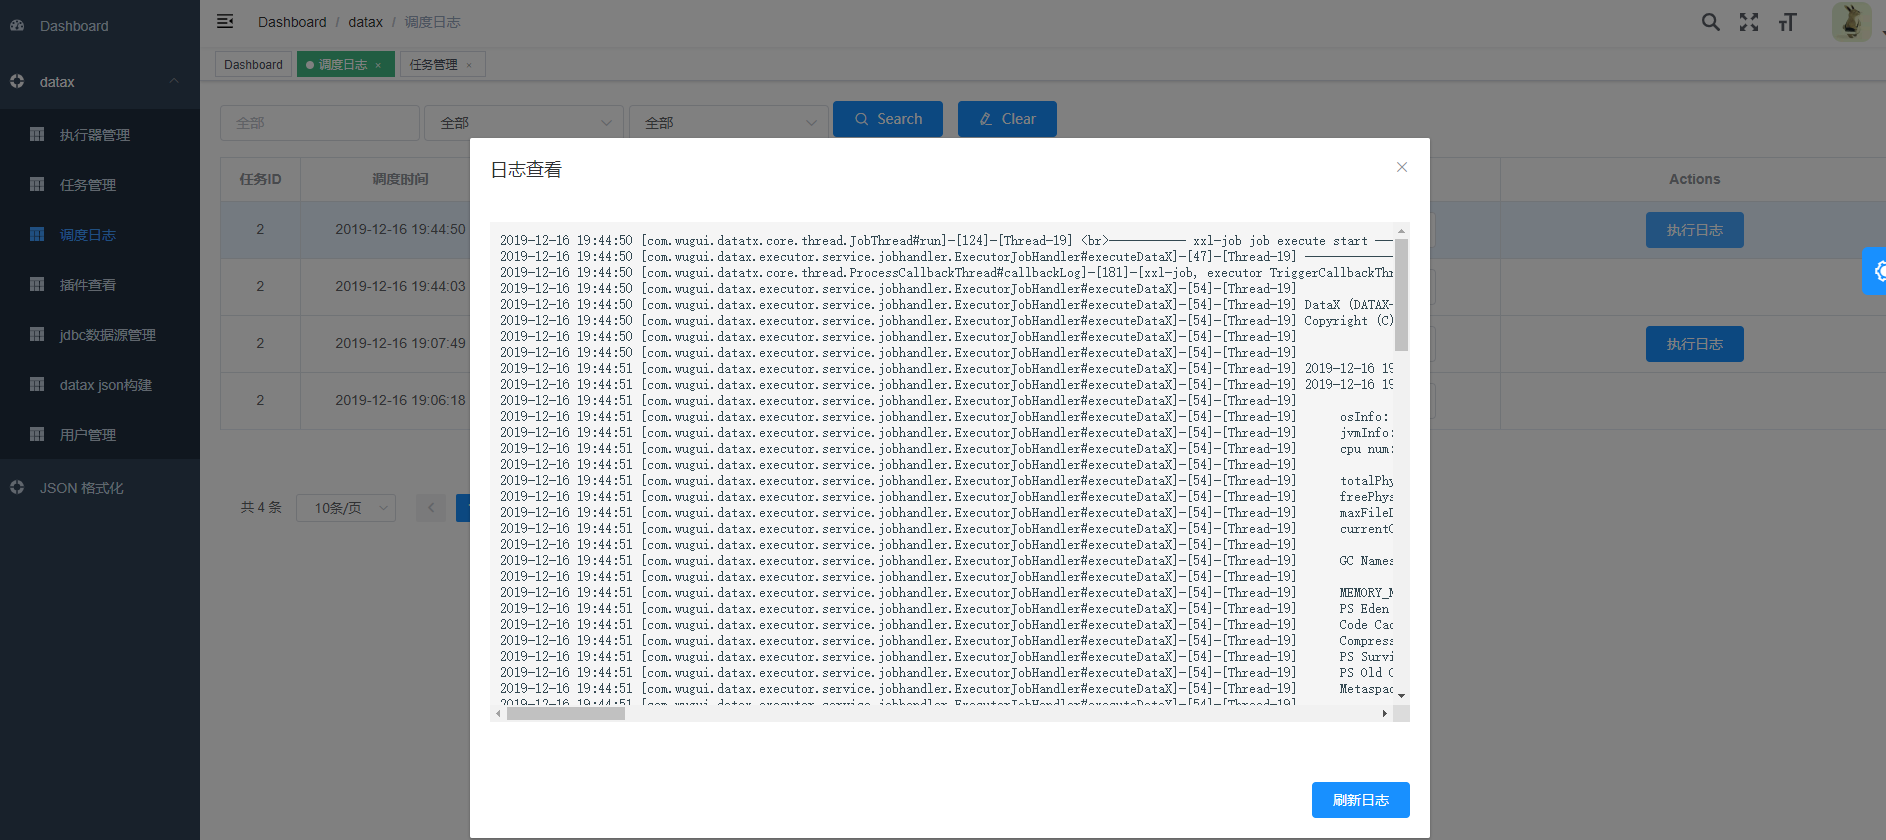 Dashboard
datax
执行器管理
任务管理
调度日志
插件查看
jdbc数据源管理
datax json构建
用户管理
JSON 格式化
Dashboard / datax / 调度日志
Dashboard
调度日志 ×
任务管理 ×
全部
全部
全部
Search
Clear
任务ID 调度时间 Actions
2 2019-12-16 19:44:50 执行日志
2 2019-12-16 19:44:03
2 2019-12-16 19:07:49 执行日志
2 2019-12-16 19:06:18
共 4 条 10条/页
日志查看
2019-12-16 19:44:50 [com.wugui.datatx.core.thread.JobThread#run]-[124]-[Thread-19] <br>----------- xxl-job job execute start ---
2019-12-16 19:44:50 [com.wugui.datax.executor.service.jobhandler.ExecutorJobHandler#executeDataX]-[47]-[Thread-19] -------------
2019-12-16 19:44:50 [com.wugui.datatx.core.thread.ProcessCallbackThread#callbackLog]-[181]-[xxl-job, executor TriggerCallbackThr
2019-12-16 19:44:50 [com.wugui.datax.executor.service.jobhandler.ExecutorJobHandler#executeDataX]-[54]-[Thread-19]
2019-12-16 19:44:50 [com.wugui.datax.executor.service.jobhandler.ExecutorJobHandler#executeDataX]-[54]-[Thread-19] DataX (DATAX-
2019-12-16 19:44:50 [com.wugui.datax.executor.service.jobhandler.ExecutorJobHandler#executeDataX]-[54]-[Thread-19] Copyright (C)
2019-12-16 19:44:50 [com.wugui.datax.executor.service.jobhandler.ExecutorJobHandler#executeDataX]-[54]-[Thread-19]
2019-12-16 19:44:50 [com.wugui.datax.executor.service.jobhandler.ExecutorJobHandler#executeDataX]-[54]-[Thread-19]
2019-12-16 19:44:51 [com.wugui.datax.executor.service.jobhandler.ExecutorJobHandler#executeDataX]-[54]-[Thread-19] 2019-12-16 19
2019-12-16 19:44:51 [com.wugui.datax.executor.service.jobhandler.ExecutorJobHandler#executeDataX]-[54]-[Thread-19] 2019-12-16 19
2019-12-16 19:44:51 [com.wugui.datax.executor.service.jobhandler.ExecutorJobHandler#executeDataX]-[54]-[Thread-19]
2019-12-16 19:44:51 [com.wugui.datax.executor.service.jobhandler.ExecutorJobHandler#executeDataX]-[54]-[Thread-19] osInfo:
2019-12-16 19:44:51 [com.wugui.datax.executor.service.jobhandler.ExecutorJobHandler#executeDataX]-[54]-[Thread-19] jvmInfo:
2019-12-16 19:44:51 [com.wugui.datax.executor.service.jobhandler.ExecutorJobHandler#executeDataX]-[54]-[Thread-19] cpu num:
2019-12-16 19:44:51 [com.wugui.datax.executor.service.jobhandler.ExecutorJobHandler#executeDataX]-[54]-[Thread-19]
2019-12-16 19:44:51 [com.wugui.datax.executor.service.jobhandler.ExecutorJobHandler#executeDataX]-[54]-[Thread-19] totalPhy
2019-12-16 19:44:51 [com.wugui.datax.executor.service.jobhandler.ExecutorJobHandler#executeDataX]-[54]-[Thread-19] freePhys
2019-12-16 19:44:51 [com.wugui.datax.executor.service.jobhandler.ExecutorJobHandler#executeDataX]-[54]-[Thread-19] maxFileD
2019-12-16 19:44:51 [com.wugui.datax.executor.service.jobhandler.ExecutorJobHandler#executeDataX]-[54]-[Thread-19] currentO
2019-12-16 19:44:51 [com.wugui.datax.executor.service.jobhandler.ExecutorJobHandler#executeDataX]-[54]-[Thread-19]
2019-12-16 19:44:51 [com.wugui.datax.executor.service.jobhandler.ExecutorJobHandler#executeDataX]-[54]-[Thread-19] GC Names
2019-12-16 19:44:51 [com.wugui.datax.executor.service.jobhandler.ExecutorJobHandler#executeDataX]-[54]-[Thread-19]
2019-12-16 19:44:51 [com.wugui.datax.executor.service.jobhandler.ExecutorJobHandler#executeDataX]-[54]-[Thread-19] MEMORY_N
2019-12-16 19:44:51 [com.wugui.datax.executor.service.jobhandler.ExecutorJobHandler#executeDataX]-[54]-[Thread-19] PS Eden
2019-12-16 19:44:51 [com.wugui.datax.executor.service.jobhandler.ExecutorJobHandler#executeDataX]-[54]-[Thread-19] Code Cac
2019-12-16 19:44:51 [com.wugui.datax.executor.service.jobhandler.ExecutorJobHandler#executeDataX]-[54]-[Thread-19] Compress
2019-12-16 19:44:51 [com.wugui.datax.executor.service.jobhandler.ExecutorJobHandler#executeDataX]-[54]-[Thread-19] PS Survi
2019-12-16 19:44:51 [com.wugui.datax.executor.service.jobhandler.ExecutorJobHandler#executeDataX]-[54]-[Thread-19] PS Old G
2019-12-16 19:44:51 [com.wugui.datax.executor.service.jobhandler.ExecutorJobHandler#executeDataX]-[54]-[Thread-19] Metaspac
2019-12-16 19:44:51 [com.wugui.datax.executor.service.jobhandler.ExecutorJobHandler#executeDataX]-[54]-[Thread-19]
刷新日志